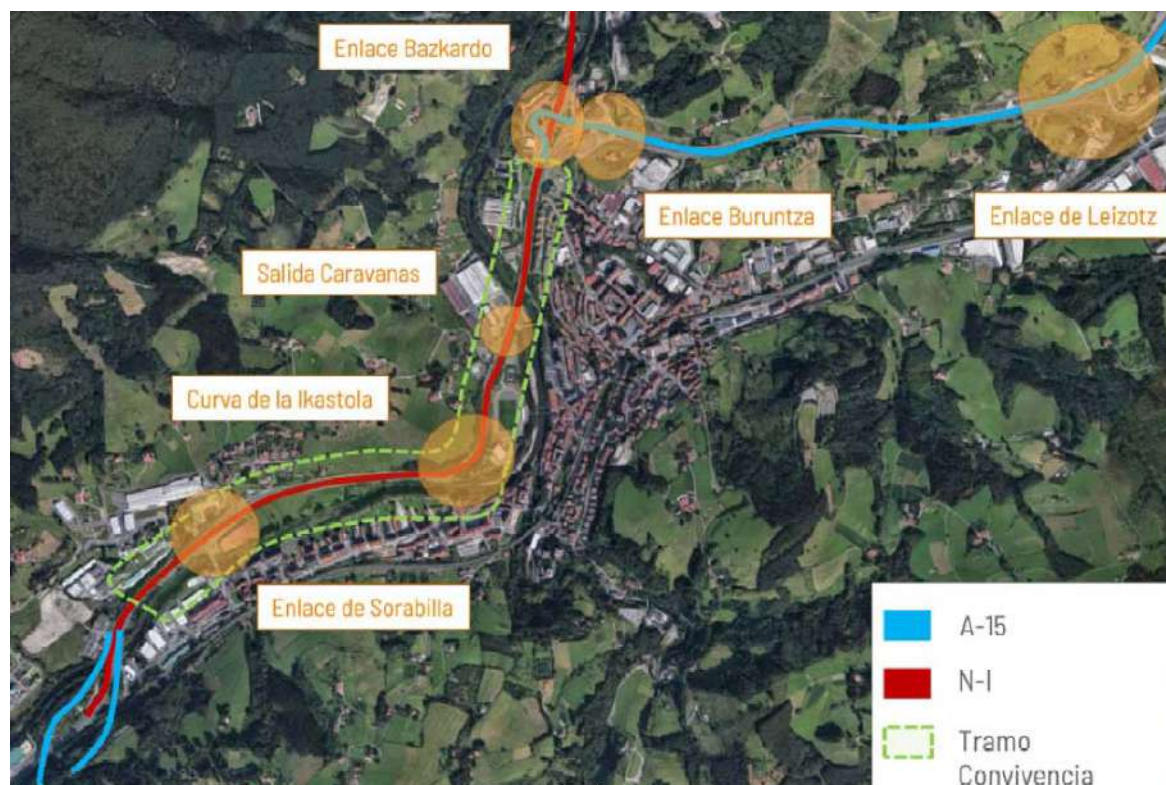 Enlace Bazkardo
Enlace Buruntza
Enlace de Leizotz
Salida Caravanas
Curva de la Ikastola
Enlace de Sorabilla
A-15
N-I
Tramo
Convivencia